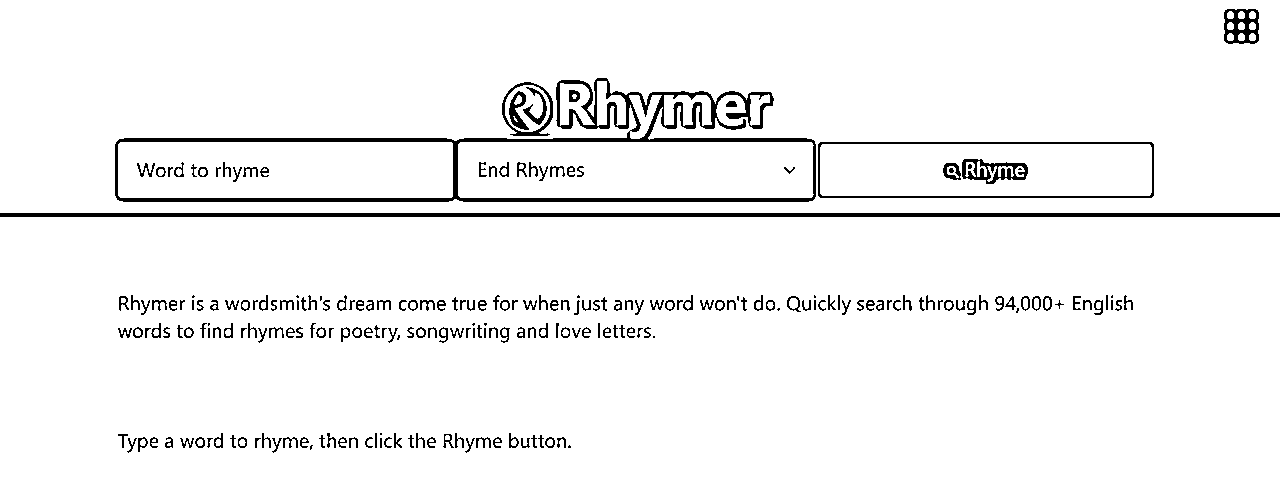 Rhymer
Word to rhyme
End Rhymes
Rhyme
Rhymer is a wordsmith's dream come true for when just any word won't do. Quickly search through 94,000+ English
words to find rhymes for poetry, songwriting and love letters.
Type a word to rhyme, then click the Rhyme button.